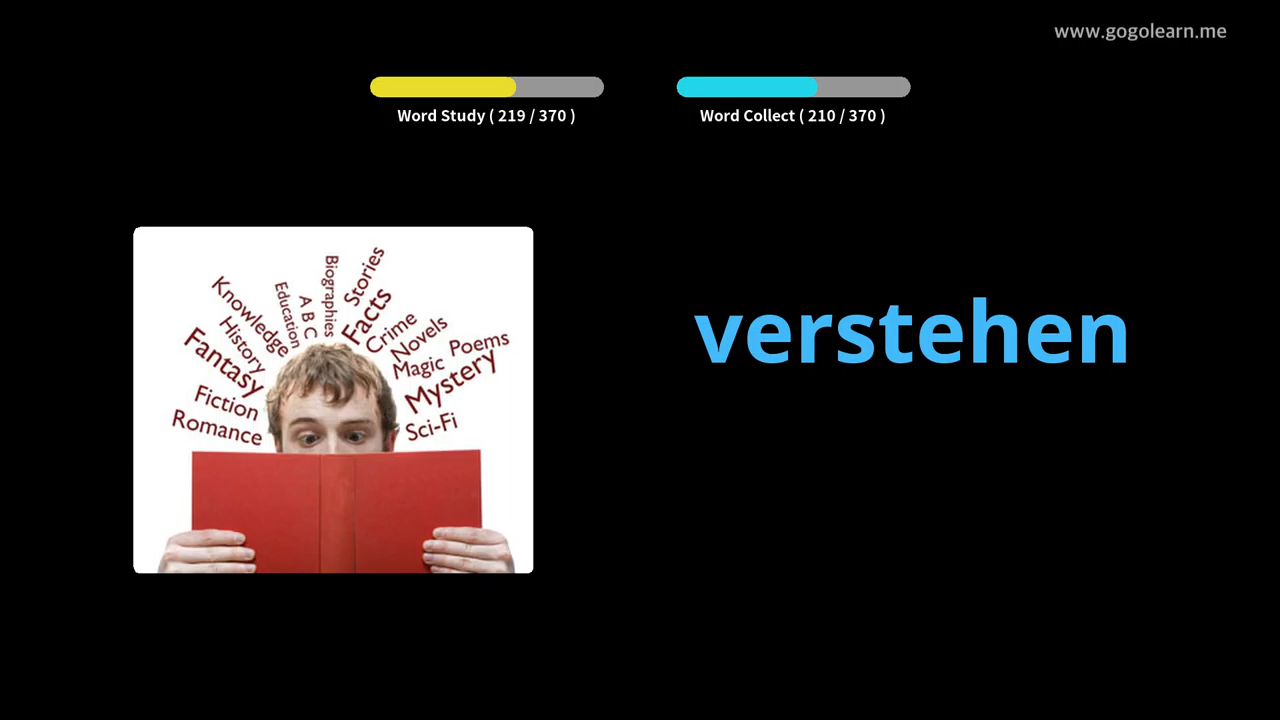 www.gogolearn.me
Word Study ( 219 / 370 )
Word Collect ( 210 / 370 )
verstehen
Biographies
Stories
Education
A B C
Facts
Knowledge
Crime
History
Novels
Poems
Fantasy
Magic
Mystery
Fiction
Romance
Sci-Fi